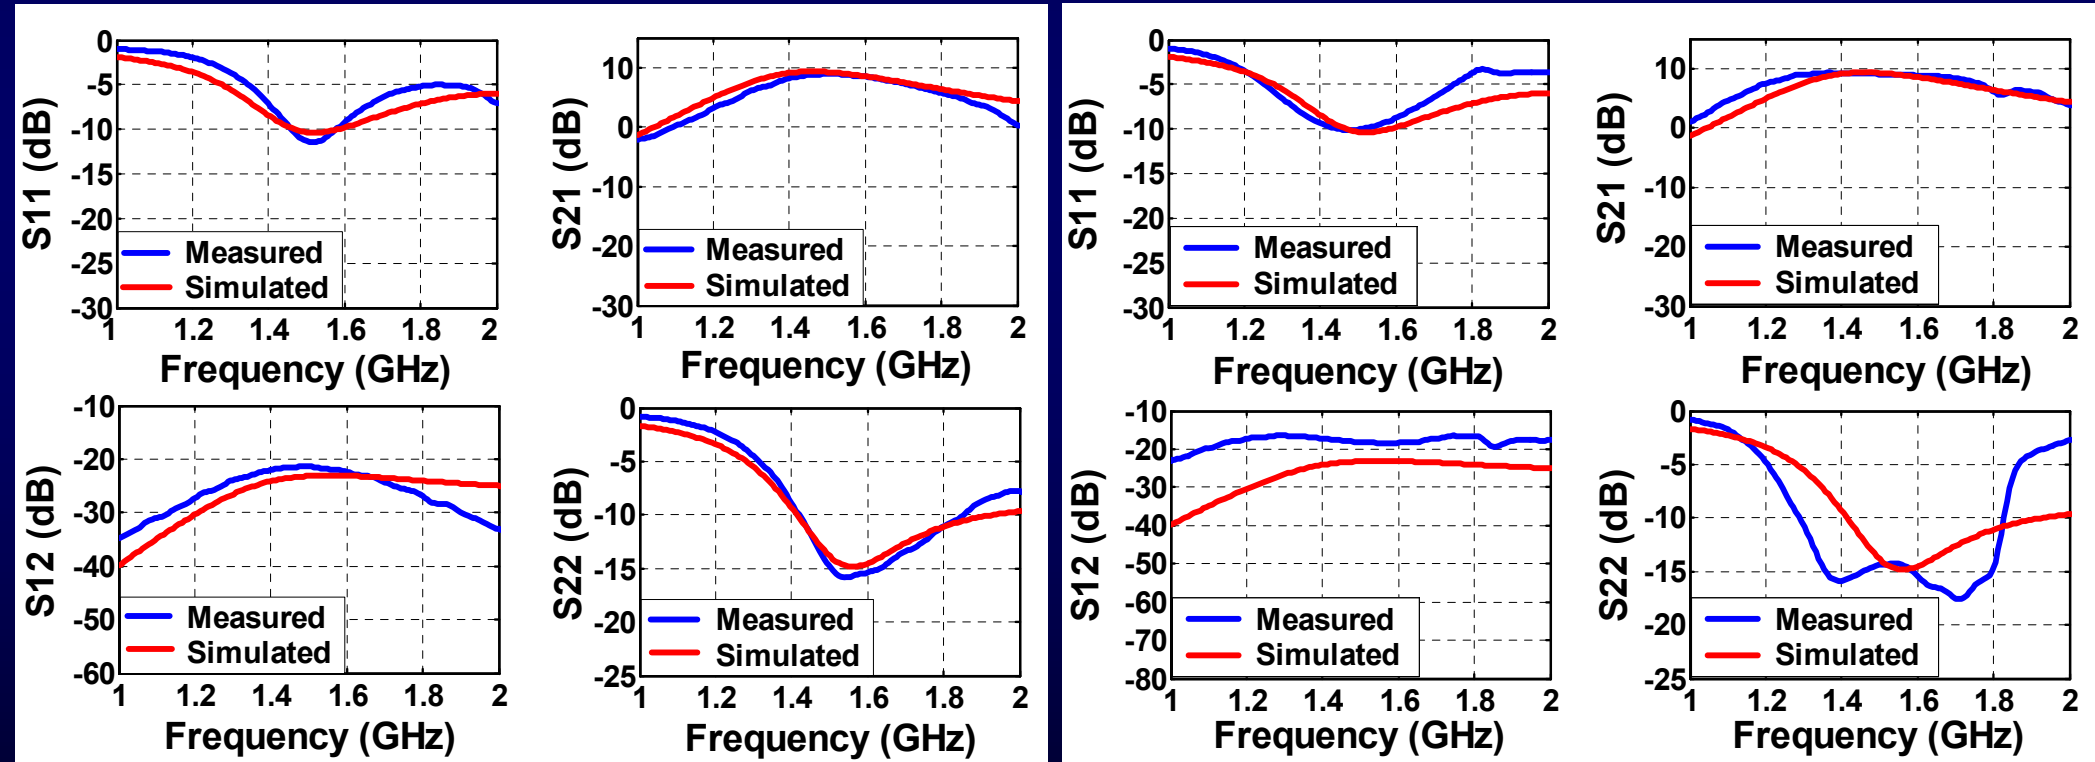 S11 (dB)
0
-5
-10
-15
-20
-25
-30
Measured
Simulated
1 1.2 1.4 1.6 1.8 2
Frequency (GHz)
S21 (dB)
10
0
-10
-20
-30
Measured
Simulated
1 1.2 1.4 1.6 1.8 2
Frequency (GHz)
S12 (dB)
-10
-20
-30
-40
-50
-60
Measured
Simulated
1 1.2 1.4 1.6 1.8 2
Frequency (GHz)
S22 (dB)
0
-5
-10
-15
-20
-25
Measured
Simulated
1 1.2 1.4 1.6 1.8 2
Frequency (GHz)
S11 (dB)
0
-5
-10
-15
-20
-25
-30
Measured
Simulated
1 1.2 1.4 1.6 1.8 2
Frequency (GHz)
S21 (dB)
10
0
-10
-20
-30
Measured
Simulated
1 1.2 1.4 1.6 1.8 2
Frequency (GHz)
S12 (dB)
-10
-20
-30
-40
-50
-60
-70
-80
Measured
Simulated
1 1.2 1.4 1.6 1.8 2
Frequency (GHz)
S22 (dB)
0
-5
-10
-15
-20
-25
Measured
Simulated
1 1.2 1.4 1.6 1.8 2
Frequency (GHz)